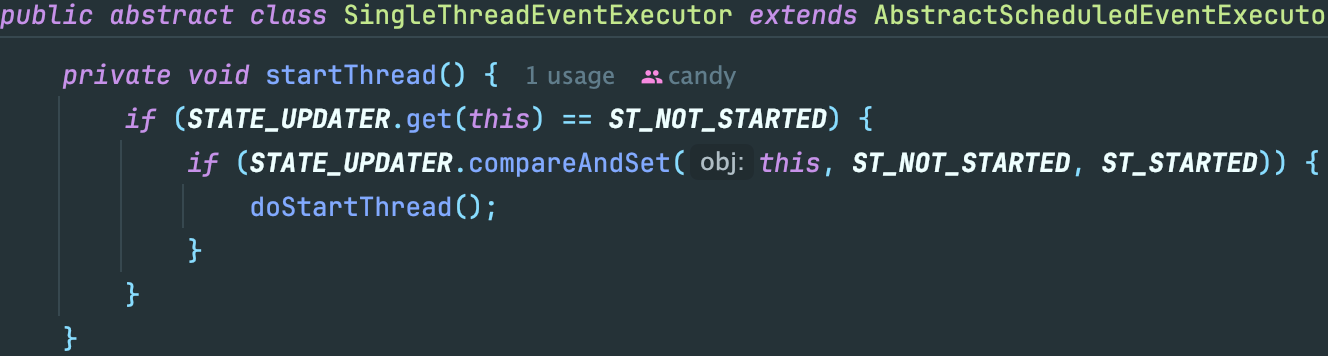 public abstract class SingleThreadEventExecutor extends AbstractScheduledEventExecuto
private void startThread() { 1 usage candy
if (STATE_UPDATER.get(this) == ST_NOT_STARTED) {
if (STATE_UPDATER.compareAndSet( obj: this, ST_NOT_STARTED, ST_STARTED)) {
doStartThread();
}
}
}